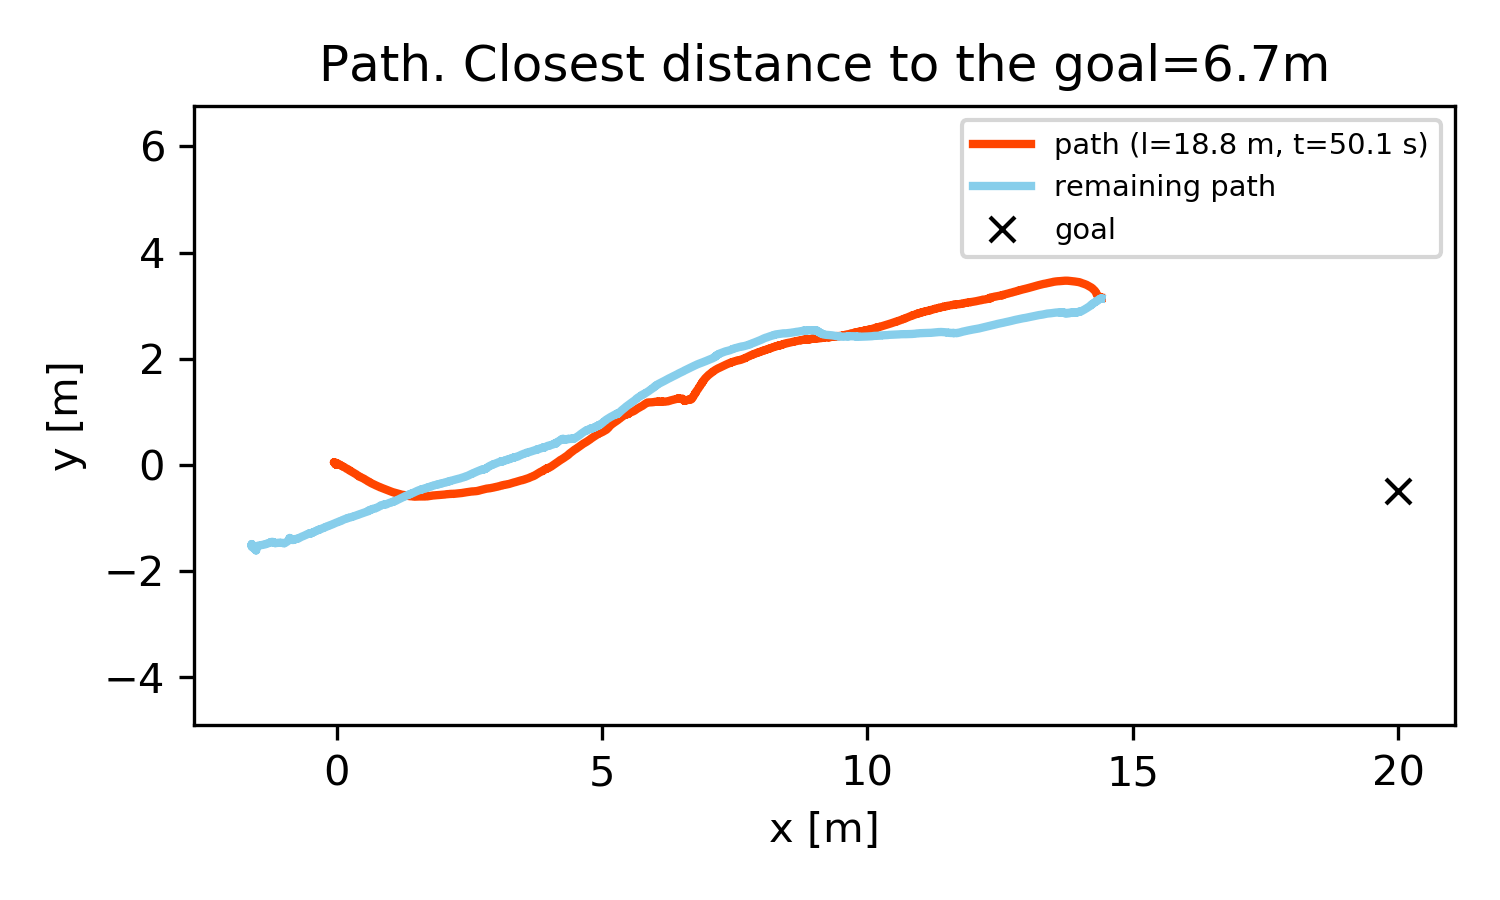 Path. Closest distance to the goal=6.7m
path (l=18.8 m, t=50.1 s)
remaining path
goal
6
4
2
0
−2
−4
y [m]
0 5 10 15 20
x [m]